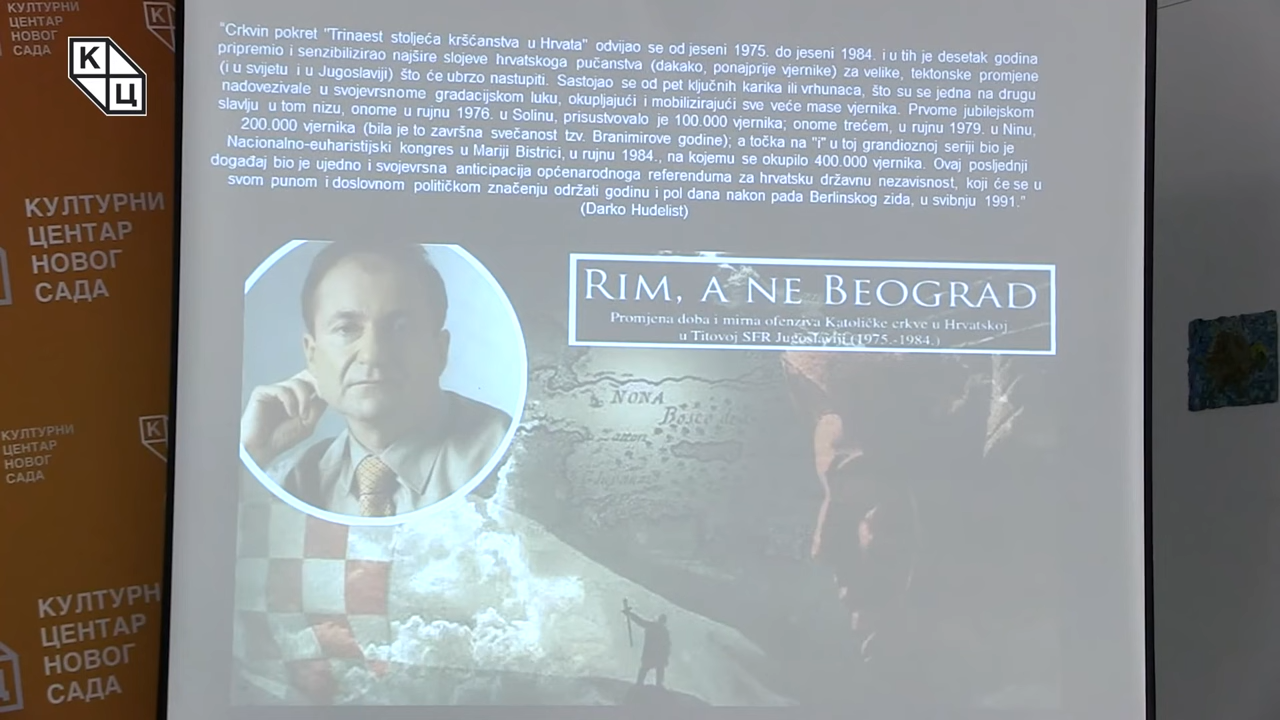 КУЛТУРНИ
ЦЕНТАР
НОВОГ
САДА
К
Ц
КУЛТУРНИ
ЦЕНТАР
НОВОГ
САДА
КУЛТУРНИ
ЦЕНТАР
НОВОГ
САДА
К
КУЛТУРН
ЦЕНТАР
НОВОГ
САДА
"Crkvin pokret "Trinaest stoljeća kršćanstva u Hrvata" odvijao se od jeseni 1975. do jeseni 1984. i u tih je desetak godina
pripremio i senzibilizirao najšire slojeve hrvatskoga pučanstva (dakako, ponajprije vjernike) za velike, tektonske promjene
(i u svijetu i u Jugoslaviji) što će ubrzo nastupiti. Sastojao se od pet ključnih karika ili vrhunaca, što su se jedna na drugu
nadovezivale u svojevrsnome gradacijskom luku, okupljajući i mobilizirajući sve veće mase vjernika. Prvome jubilejskom
slavlju u tom nizu, onome u rujnu 1976. u Solinu, prisustvovalo je 100.000 vjernika; onome trećem, u rujnu 1979. u Ninu,
200.000 vjernika (bila je to završna svečanost tzv. Branimirove godine); a točka na "i" u toj grandioznoj seriji bio je
Nacionalno-euharistijski kongres u Mariji Bistrici, u rujnu 1984., na kojemu se okupilo 400.000 vjernika. Ovaj posljednji
događaj bio je ujedno i svojevrsna anticipacija općenarodnoga referenduma za hrvatsku državnu nezavisnost, koji će se u
svom punom i doslovnom političkom značenju održati godinu i pol dana nakon pada Berlinskog zida, u svibnju 1991."
(Darko Hudelist)
RIM, A NE BEOGRAD
Promjena doba i mirna ofenziva Katoličke crkve u Hrvatskoj
u Titovoj SFR Jugoslaviji (1975.-1984.)
NONA